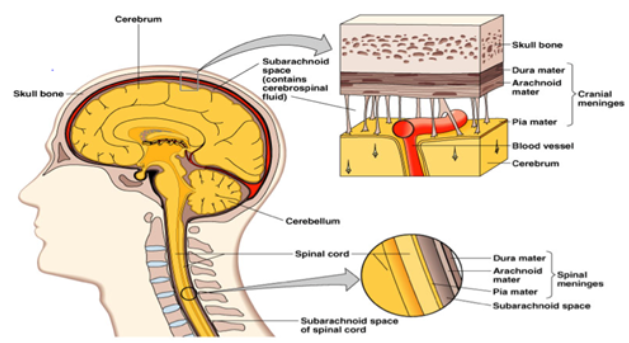 Cerebrum
Skull bone
Subarachnoid
space
(contains
cerebrospinal
fluid)
Cerebellum
Skull bone
Dura mater
Arachnoid
mater
Cranial
meninges
Pia mater
Blood vessel
Cerebrum
Spinal cord
Subarachnoid space
of spinal cord
Dura mater
Arachnoid
mater
Spinal
meninges
Pia mater
Subarachnoid space